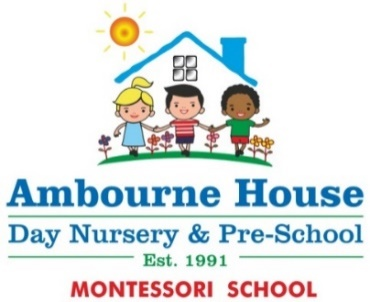 Ambourne House
Day Nursery & Pre-School
Est. 1991
MONTESSORI SCHOOL